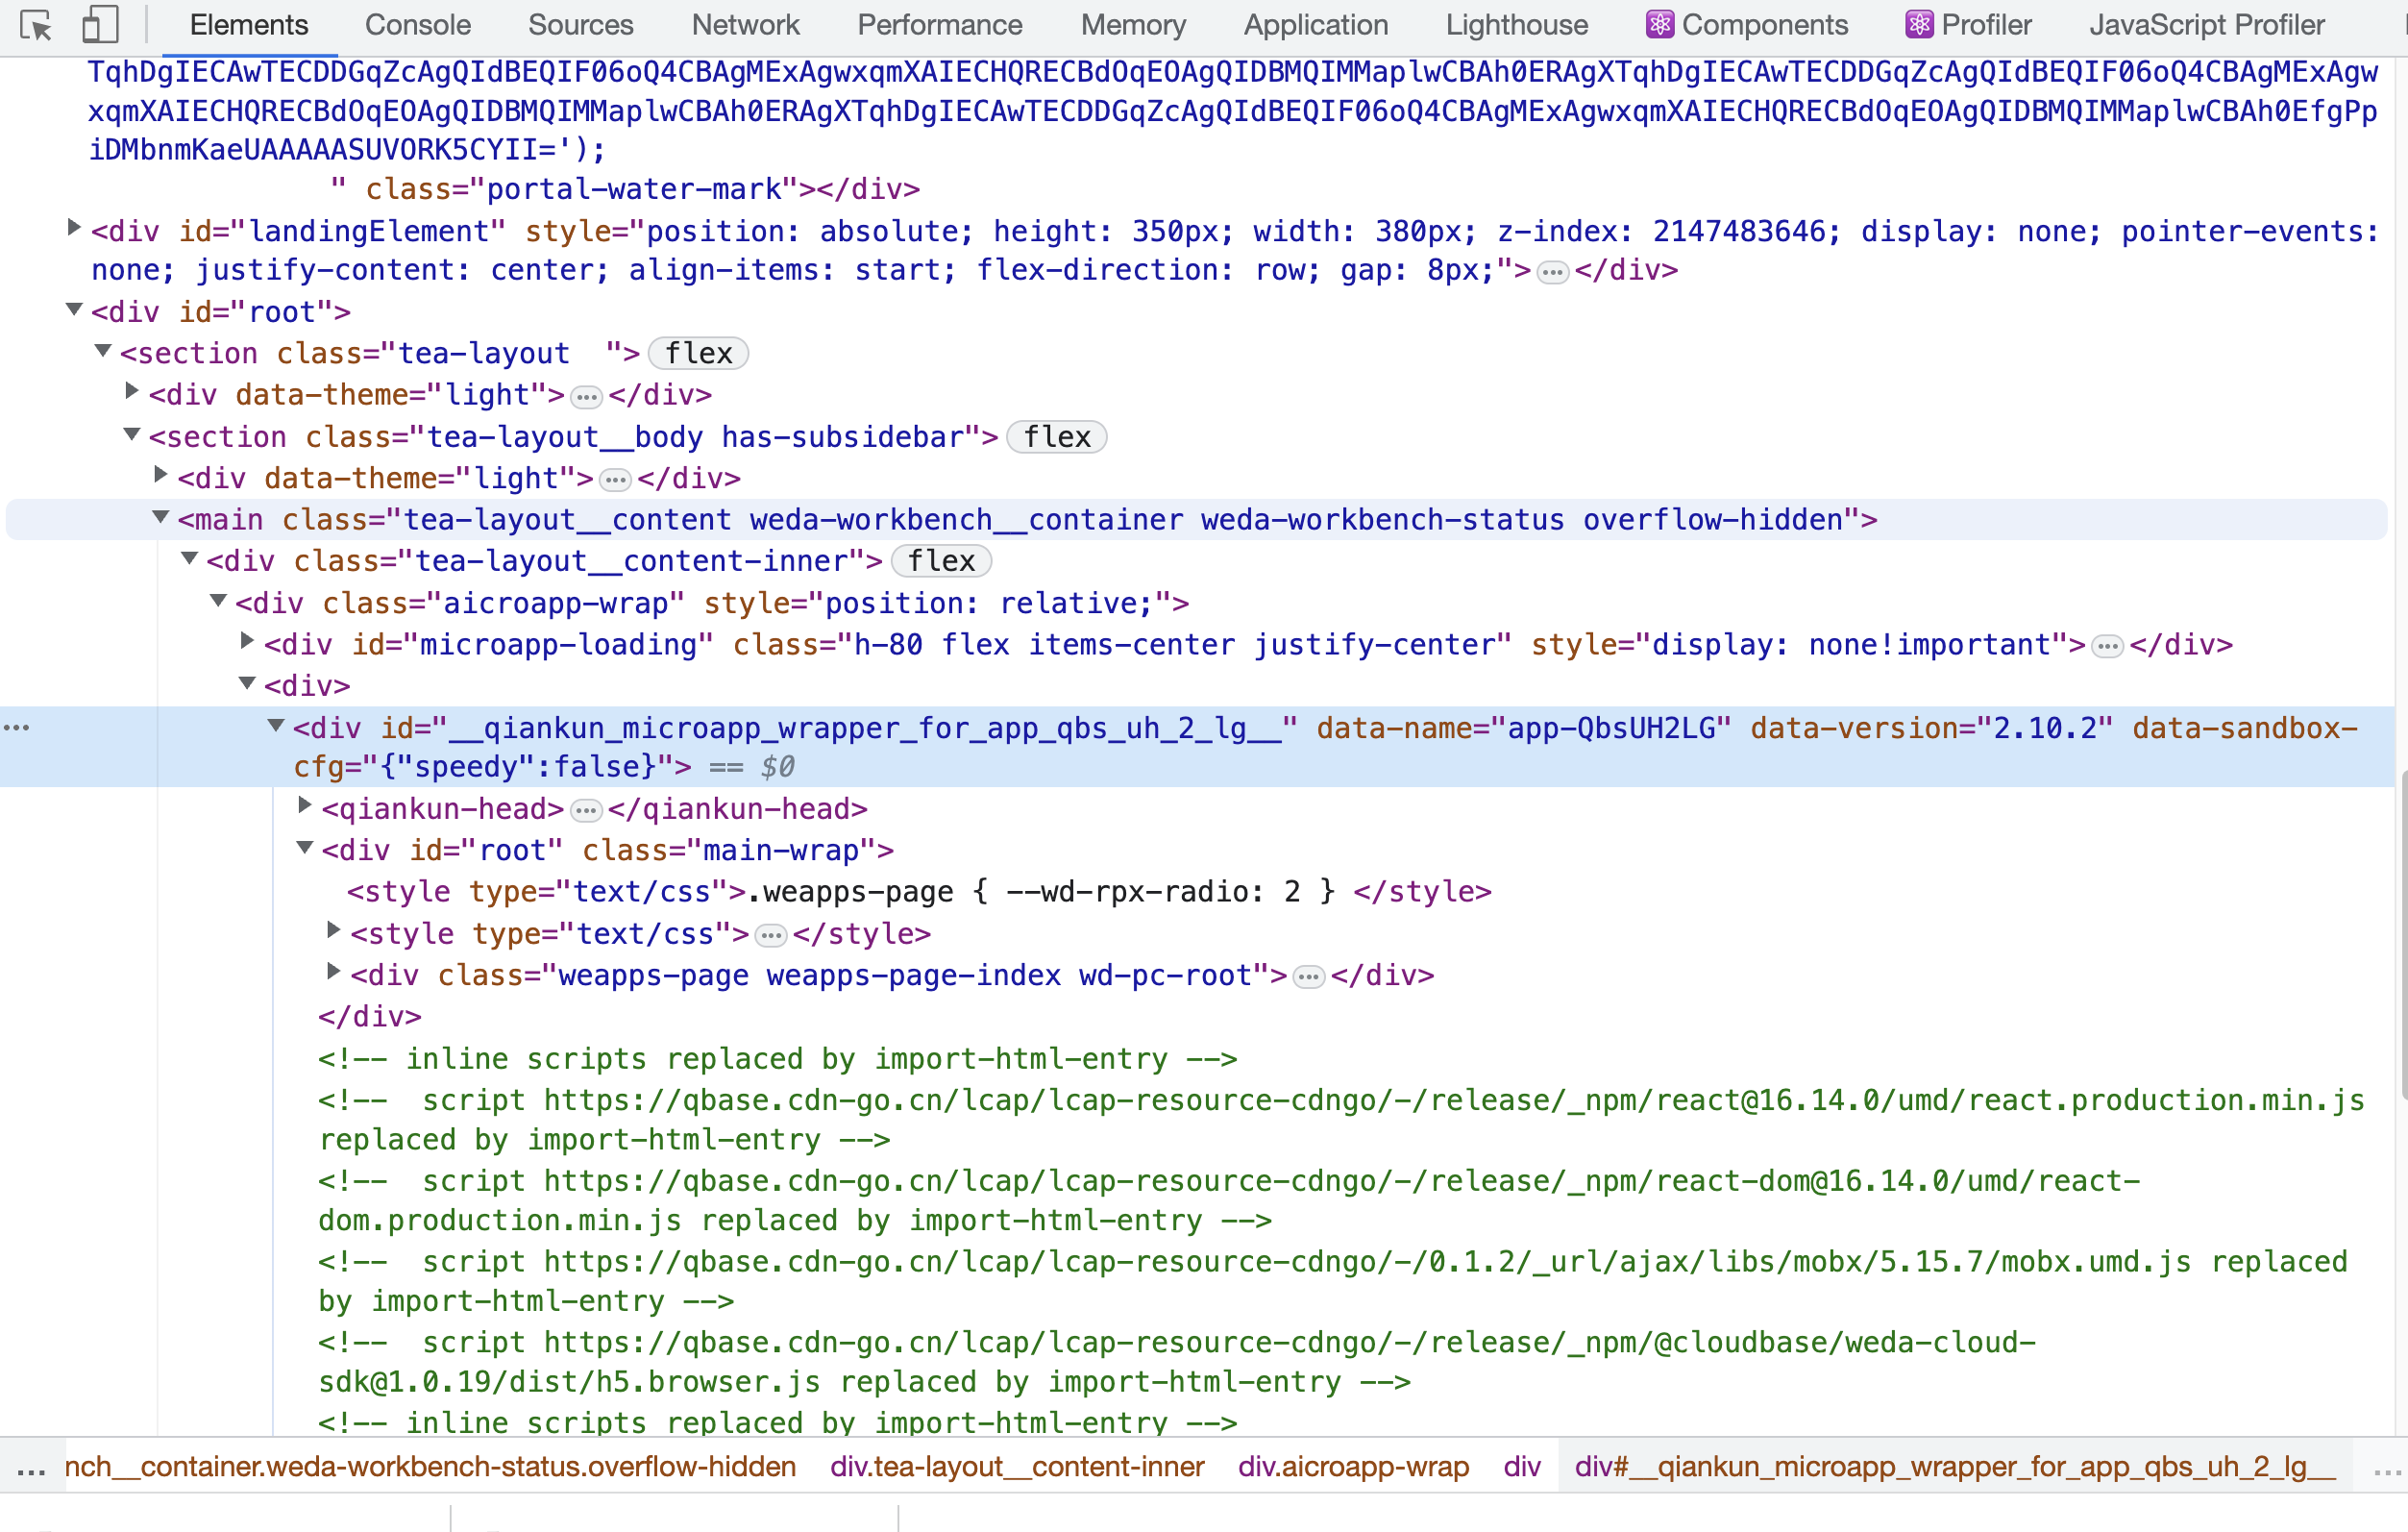 Elements Console Sources Network Performance Memory Application Lighthouse Components Profiler JavaScript Profiler
TqhDgIECAwTECDDGqZcAgQIdBEQIF06oQ4CBAgMExAgwxqmXAIECHQRECBdOqEOAgQIDBMQIMMaplwCBAh0ERAgXTqhDgIECAwTECDDGqZcAgQIdBEQIF06oQ4CBAgMExAgw
xqmXAIECHQRECBdOqEOAgQIDBMQIMMaplwCBAh0ERAgXTqhDgIECAwTECDDGqZcAgQIdBEQIF06oQ4CBAgMExAgwxqmXAIECHQRECBdOqEOAgQIDBMQIMMaplwCBAh0EfgPp
iDMbnmKaeUAAAAASUVORK5CYII=');
" class="portal-water-mark"></div>
<div id="landingElement" style="position: absolute; height: 350px; width: 380px; z-index: 2147483646; display: none; pointer-events:
none; justify-content: center; align-items: start; flex-direction: row; gap: 8px;">…</div>
<div id="root">
<section class="tea-layout  "> flex
<div data-theme="light">…</div>
<section class="tea-layout__body has-subsidebar"> flex
<div data-theme="light">…</div>
<main class="tea-layout__content weda-workbench__container weda-workbench-status overflow-hidden">
<div class="tea-layout__content-inner"> flex
<div class="aicroapp-wrap" style="position: relative;">
<div id="microapp-loading" class="h-80 flex items-center justify-center" style="display: none!important">…</div>
<div>
… <div id="__qiankun_microapp_wrapper_for_app_qbs_uh_2_lg__" data-name="app-QbsUH2LG" data-version="2.10.2" data-sandbox-
cfg="{"speedy":false}"> == $0
<qiankun-head>…</qiankun-head>
<div id="root" class="main-wrap">
<style type="text/css">.weapps-page { --wd-rpx-radio: 2 } </style>
<style type="text/css">…</style>
<div class="weapps-page weapps-page-index wd-pc-root">…</div>
</div>
<!-- inline scripts replaced by import-html-entry -->
<!--  script https://qbase.cdn-go.cn/lcap/lcap-resource-cdngo/-/release/_npm/react@16.14.0/umd/react.production.min.js
replaced by import-html-entry -->
<!--  script https://qbase.cdn-go.cn/lcap/lcap-resource-cdngo/-/release/_npm/react-dom@16.14.0/umd/react-
dom.production.min.js replaced by import-html-entry -->
<!--  script https://qbase.cdn-go.cn/lcap/lcap-resource-cdngo/-/0.1.2/_url/ajax/libs/mobx/5.15.7/mobx.umd.js replaced
by import-html-entry -->
<!--  script https://qbase.cdn-go.cn/lcap/lcap-resource-cdngo/-/release/_npm/@cloudbase/weda-cloud-
sdk@1.0.19/dist/h5.browser.js replaced by import-html-entry -->
<!-- inline scripts replaced by import-html-entry -->
… nch__container.weda-workbench-status.overflow-hidden div.tea-layout__content-inner div.aicroapp-wrap div div#__qiankun_microapp_wrapper_for_app_qbs_uh_2_lg__ …